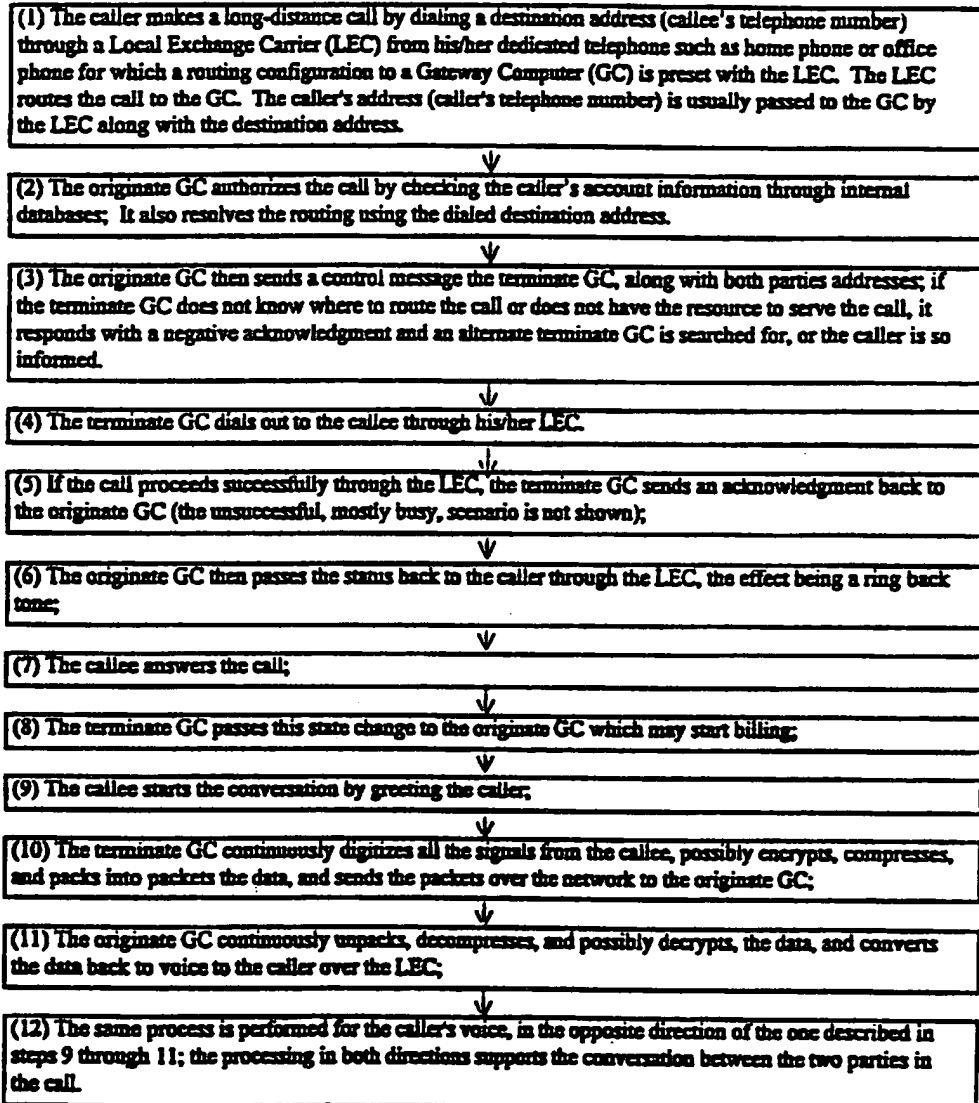 (1) The caller makes a long-distance call by dialing a destination address (callee's telephone number)
through a Local Exchange Carrier (LEC) from his/her dedicated telephone such as home phone or office
phone for which a routing configuration to a Gateway Computer (GC) is preset with the LEC. The LEC
routes the call to the GC. The caller's address (caller's telephone number) is usually passed to the GC by
the LEC along with the destination address.
(2) The originate GC authorizes the call by checking the caller's account information through internal
databases; It also resolves the routing using the dialed destination address.
(3) The originate GC then sends a control message the terminate GC, along with both parties addresses; if
the terminate GC does not know where to route the call or does not have the resource to serve the call, it
responds with a negative acknowledgment and an alternate terminate GC is searched for, or the caller is so
informed.
(4) The terminate GC dials out to the callee through his/her LEC.
(5) If the call proceeds successfully through the LEC, the terminate GC sends an acknowledgment back to
the originate GC (the unsuccessful, mostly busy, scenario is not shown);
(6) The originate GC then passes the status back to the caller through the LEC, the effect being a ring back
tone;
(7) The callee answers the call;
(8) The terminate GC passes this state change to the originate GC which may start billing;
(9) The callee starts the conversation by greeting the caller;
(10) The terminate GC continuously digitizes all the signals from the callee, possibly encrypts, compresses,
and packs into packets the data, and sends the packets over the network to the originate GC;
(11) The originate GC continuously unpacks, decompresses, and possibly decrypts, the data, and converts
the data back to voice to the caller over the LEC;
(12) The same process is performed for the caller's voice, in the opposite direction of the one described in
steps 9 through 11; the processing in both directions supports the conversation between the two parties in
the call.